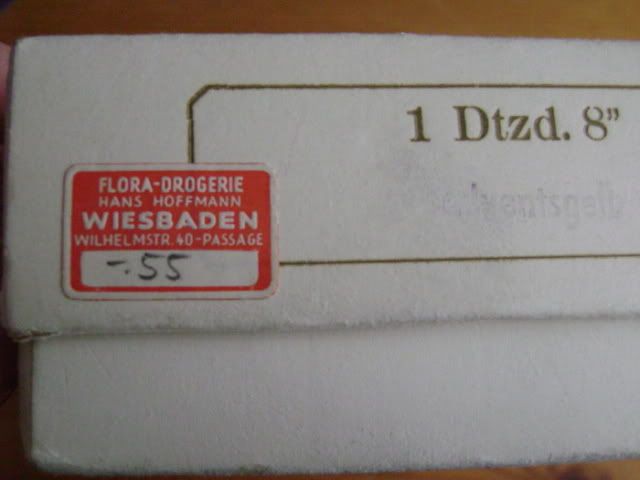 1 Dtzd. 8”
FLORA-DROGERIE
HANS HOFFMANN
WIESBADEN
WILHELMSTR. 40-PASSAGE
-.55